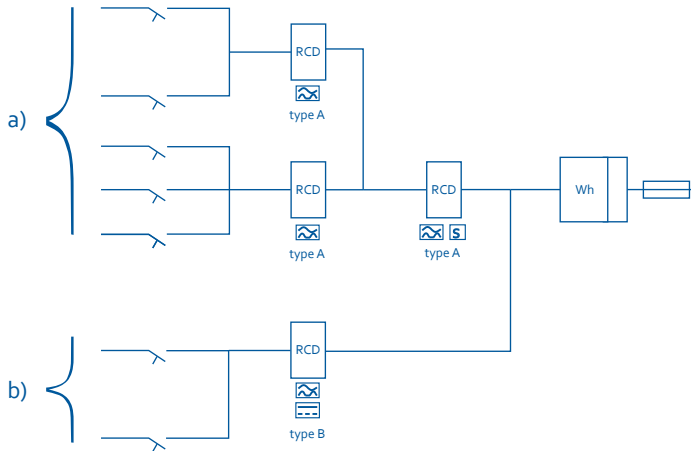 a)
RCD
type A
RCD
type A
RCD
S
type A
Wh
b)
RCD
type B